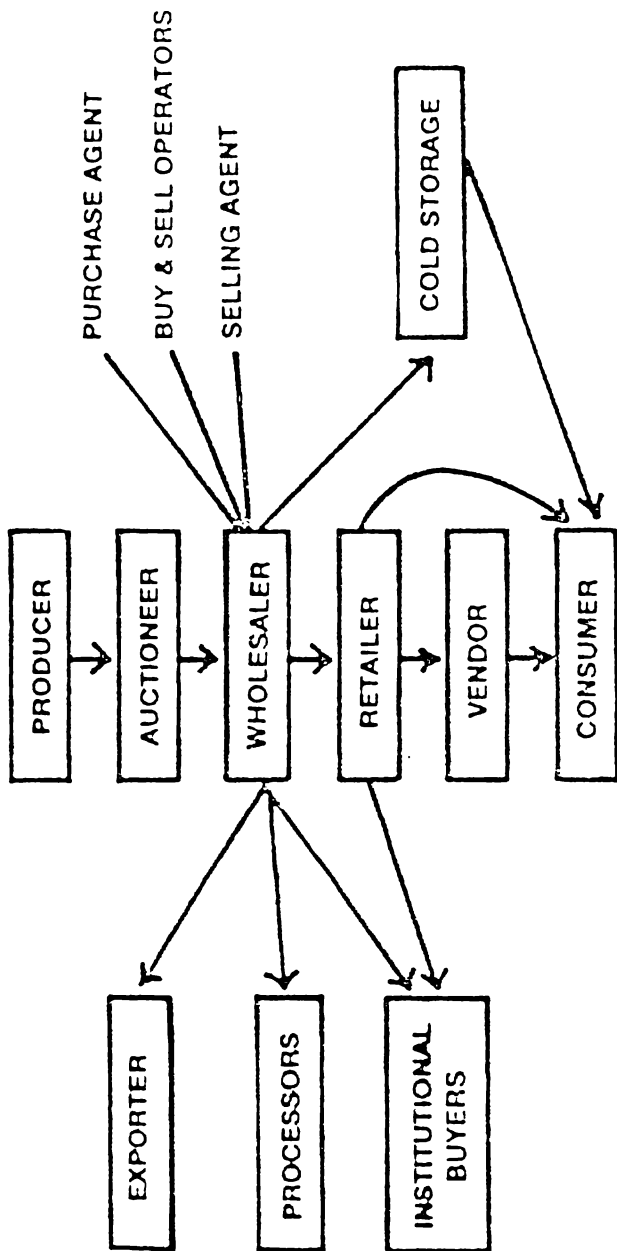 PURCHASE AGENT
BUY & SELL OPERATORS
SELLING AGENT
PRODUCER
AUCTIONEER
WHOLESALER
RETAILER
VENDOR
CONSUMER
COLD STORAGE
EXPORTER
PROCESSORS
INSTITUTIONAL
BUYERS